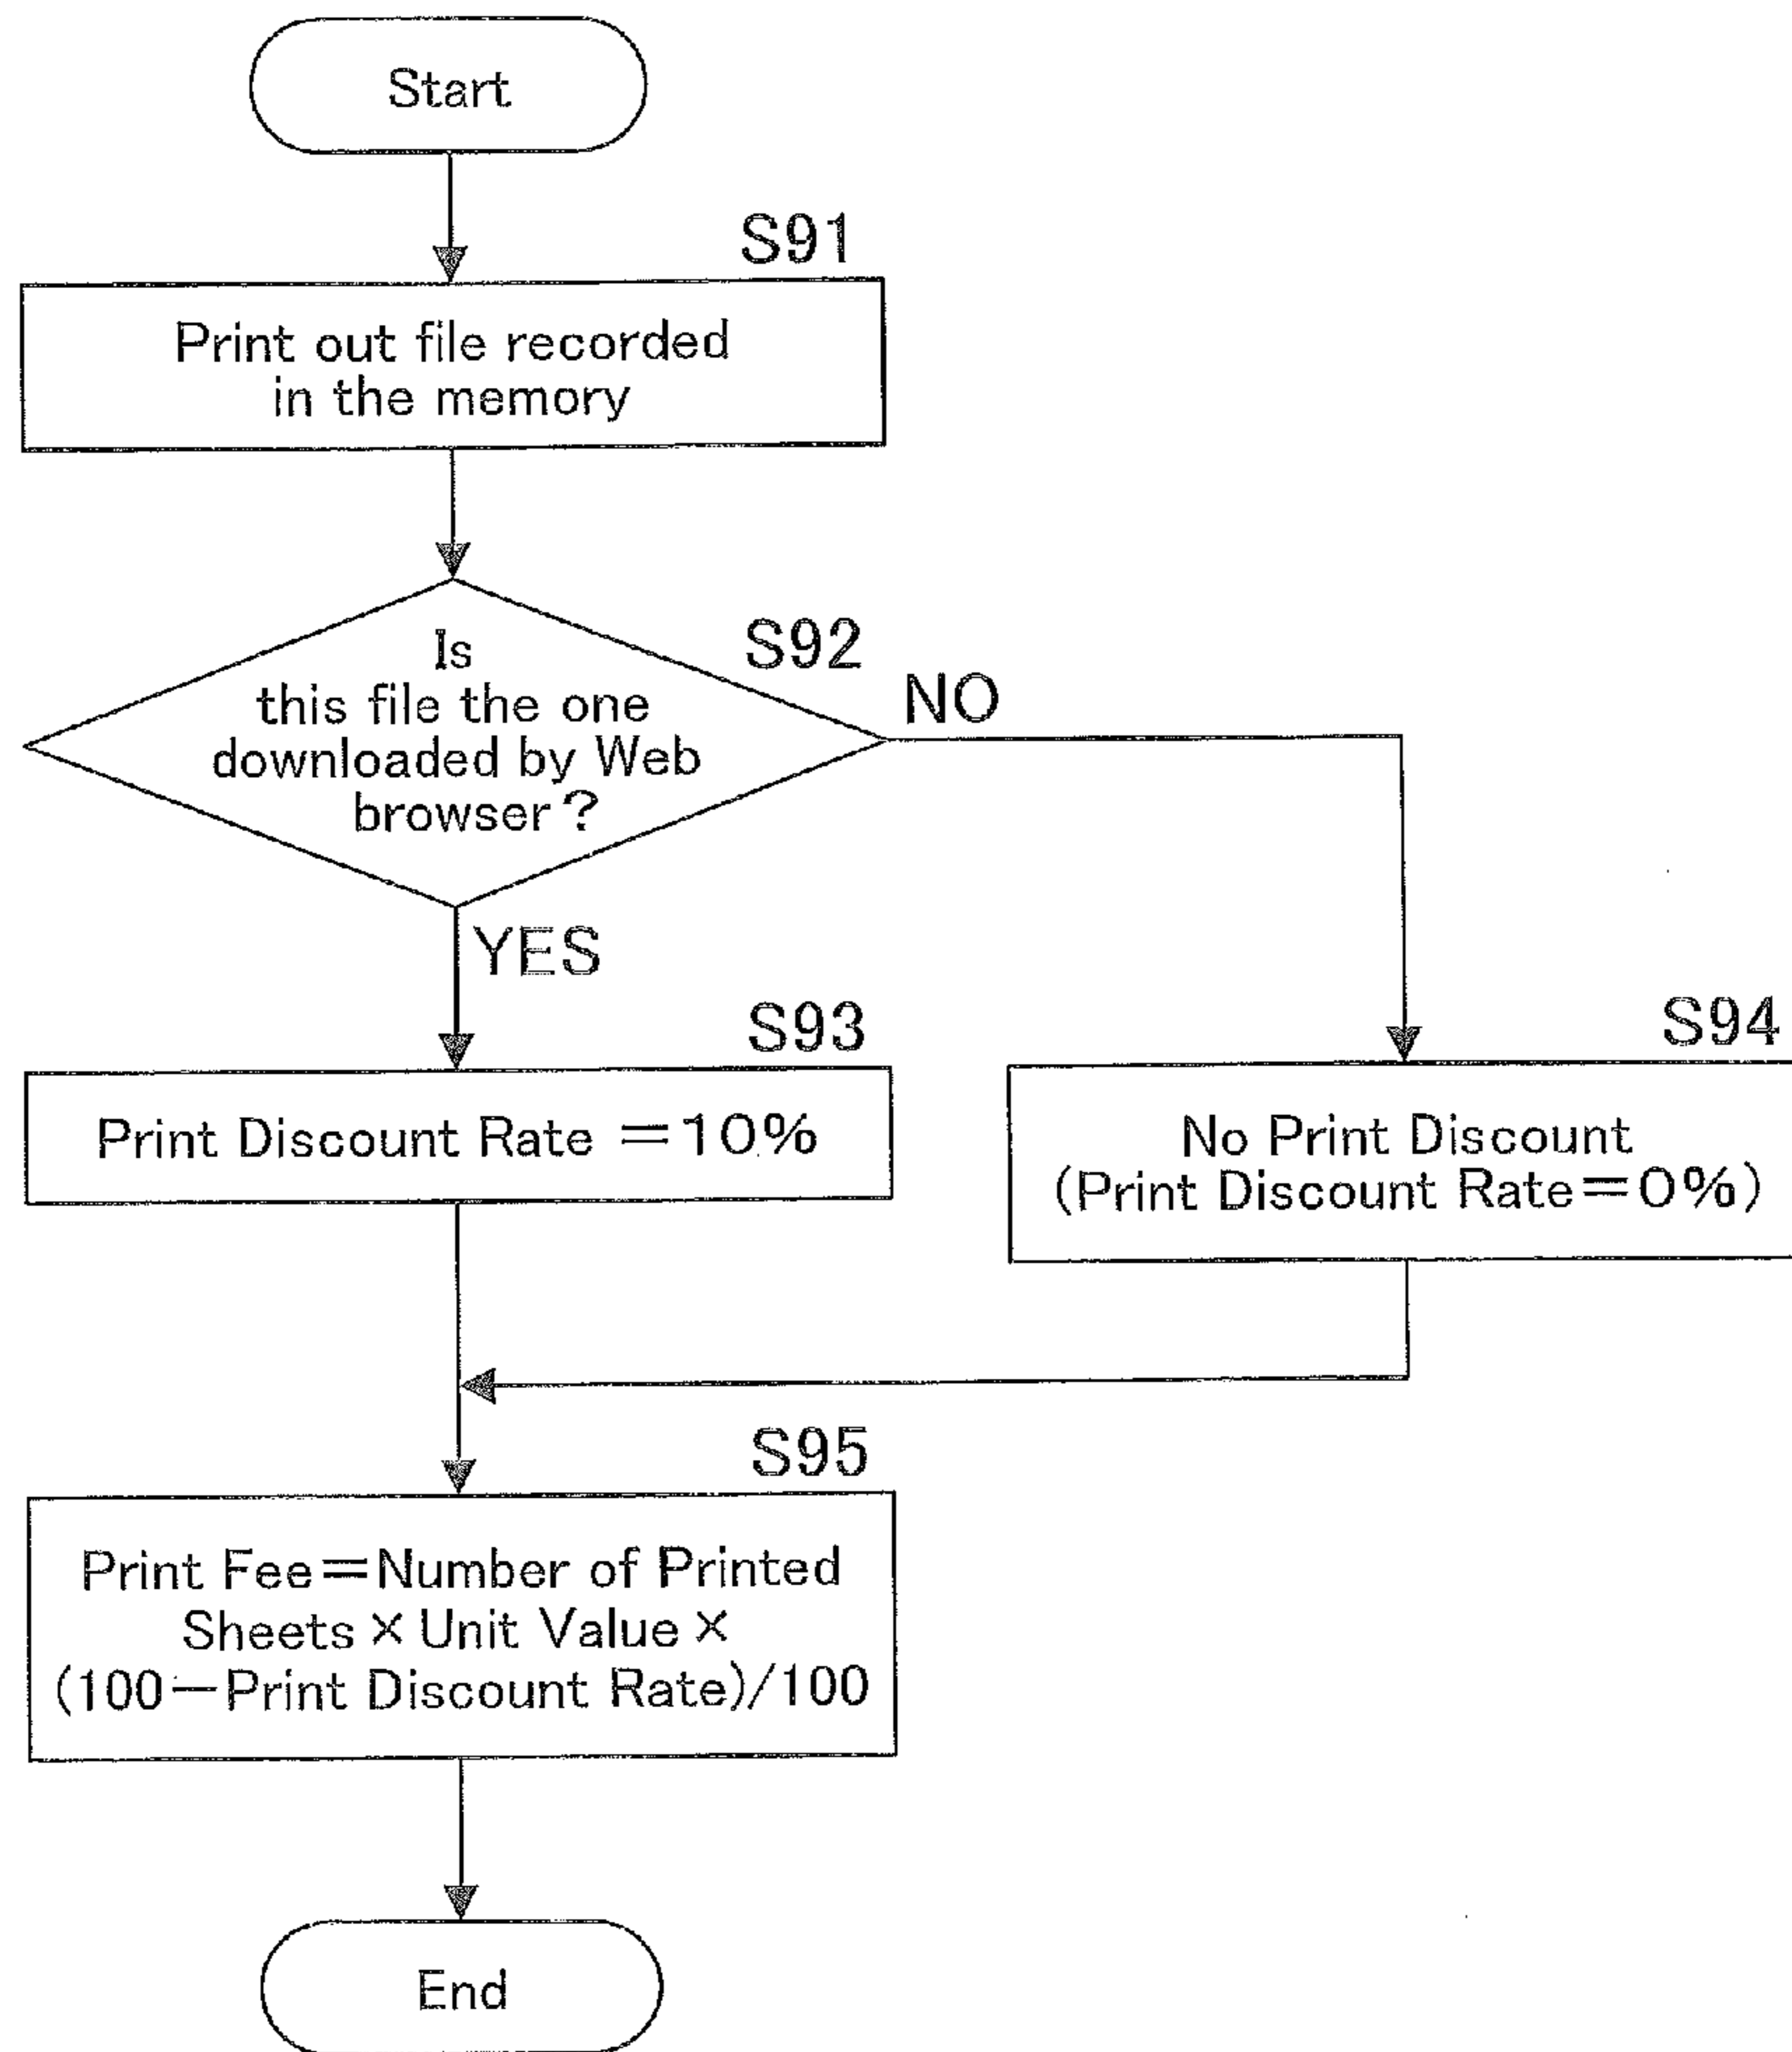 Start
S91
Print out file recorded
in the memory
S92
Is
this file the one
downloaded by Web
browser?
NO
YES
S93
Print Discount Rate =10%
S94
No Print Discount
(Print Discount Rate=0%)
S95
Print Fee=Number of Printed
Sheets × Unit Value ×
(100-Print Discount Rate)/100
End